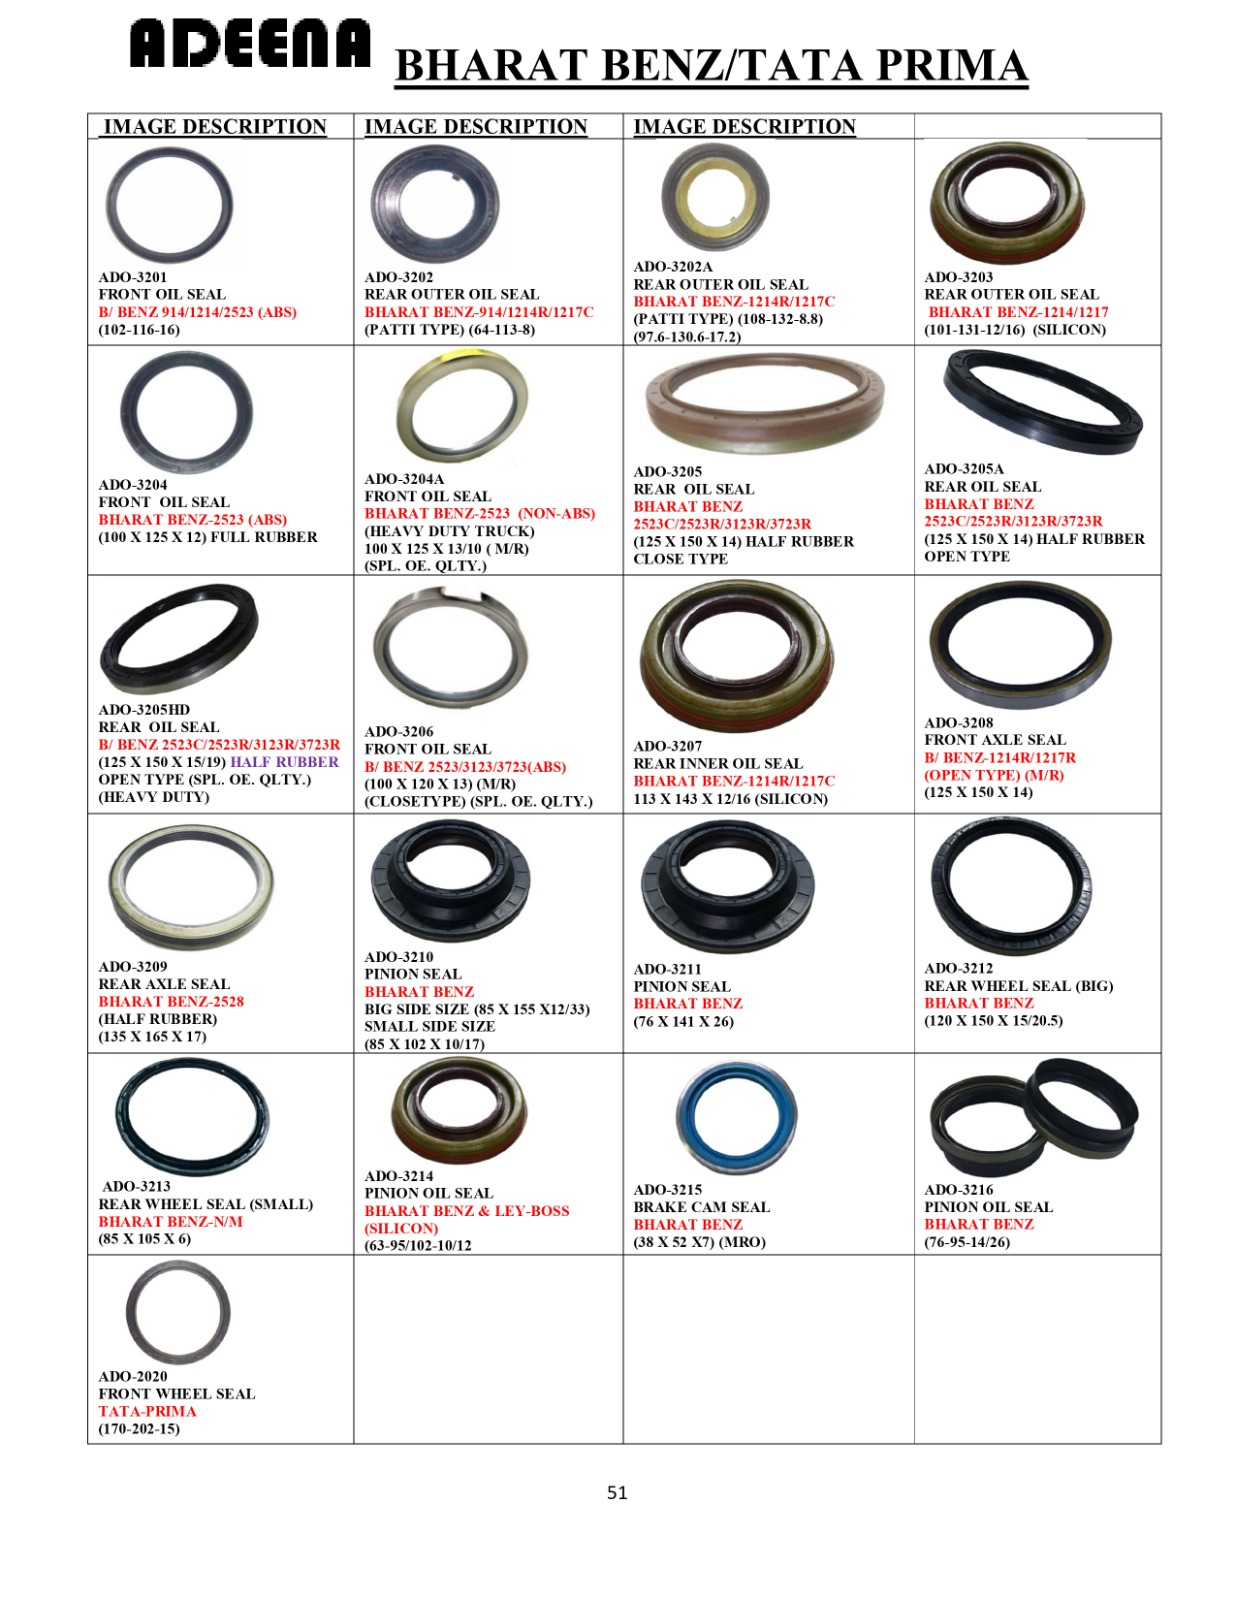 ADEENA
BHARAT BENZ/TATA PRIMA
IMAGE DESCRIPTION
IMAGE DESCRIPTION
IMAGE DESCRIPTION
ADO-3201
FRONT OIL SEAL
B/ BENZ 914/1214/2523 (ABS)
(102-116-16)
ADO-3202
REAR OUTER OIL SEAL
BHARAT BENZ-914/1214R/1217C
(PATTI TYPE) (64-113-8)
ADO-3202A
REAR OUTER OIL SEAL
BHARAT BENZ-1214R/1217C
(PATTI TYPE) (108-132-8.8)
(97.6-130.6-17.2)
ADO-3203
REAR OUTER OIL SEAL
BHARAT BENZ-1214/1217
(101-131-12/16) (SILICON)
ADO-3204
FRONT OIL SEAL
BHARAT BENZ-2523 (ABS)
(100 X 125 X 12) FULL RUBBER
ADO-3204A
FRONT OIL SEAL
BHARAT BENZ-2523 (NON-ABS)
(HEAVY DUTY TRUCK)
100 X 125 X 13/10 ( M/R)
(SPL. OE. QLTY.)
ADO-3205
REAR OIL SEAL
BHARAT BENZ
2523C/2523R/3123R/3723R
(125 X 150 X 14) HALF RUBBER
CLOSE TYPE
ADO-3205A
REAR OIL SEAL
BHARAT BENZ
2523C/2523R/3123R/3723R
(125 X 150 X 14) HALF RUBBER
OPEN TYPE
ADO-3205HD
REAR OIL SEAL
B/ BENZ 2523C/2523R/3123R/3723R
(125 X 150 X 15/19) HALF RUBBER
OPEN TYPE (SPL. OE. QLTY.)
(HEAVY DUTY)
ADO-3206
FRONT OIL SEAL
B/ BENZ 2523/3123/3723(ABS)
(100 X 120 X 13) (M/R)
(CLOSETYPE) (SPL. OE. QLTY.)
ADO-3207
REAR INNER OIL SEAL
BHARAT BENZ-1214R/1217C
113 X 143 X 12/16 (SILICON)
ADO-3208
FRONT AXLE SEAL
B/ BENZ-1214R/1217R
(OPEN TYPE) (M/R)
(125 X 150 X 14)
ADO-3209
REAR AXLE SEAL
BHARAT BENZ-2528
(HALF RUBBER)
(135 X 165 X 17)
ADO-3210
PINION SEAL
BHARAT BENZ
BIG SIDE SIZE (85 X 155 X12/33)
SMALL SIDE SIZE
(85 X 102 X 10/17)
ADO-3211
PINION SEAL
BHARAT BENZ
(76 X 141 X 26)
ADO-3212
REAR WHEEL SEAL (BIG)
BHARAT BENZ
(120 X 150 X 15/20.5)
ADO-3213
REAR WHEEL SEAL (SMALL)
BHARAT BENZ-N/M
(85 X 105 X 6)
ADO-3214
PINION OIL SEAL
BHARAT BENZ & LEY-BOSS
(SILICON)
(63-95/102-10/12
ADO-3215
BRAKE CAM SEAL
BHARAT BENZ
(38 X 52 X7) (MRO)
ADO-3216
PINION OIL SEAL
BHARAT BENZ
(76-95-14/26)
ADO-2020
FRONT WHEEL SEAL
TATA-PRIMA
(170-202-15)
51